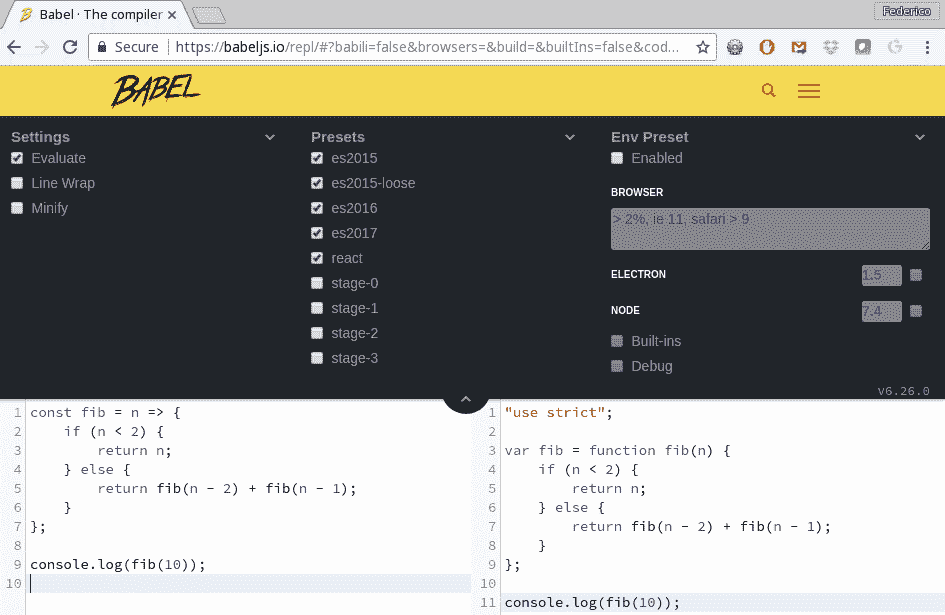 Babel · The compiler
Federico
Secure
https://babeljs.io/repl/#?babili=false&browsers=&build=&builtIns=false&cod...
BABEL
Settings
Evaluate
Line Wrap
Minify
Presets
es2015
es2015-loose
es2016
es2017
react
stage-0
stage-1
stage-2
stage-3
Env Preset
Enabled
BROWSER
> 2%, ie 11, safari > 9
ELECTRON
1.5
NODE
7.4
Built-ins
Debug
v6.26.0
1 const fib = n => {
2 if (n < 2) {
3 return n;
4 } else {
5 return fib(n - 2) + fib(n - 1);
6 }
7 };
8
9 console.log(fib(10));
10
1 "use strict";
2
3 var fib = function fib(n) {
4 if (n < 2) {
5 return n;
6 } else {
7 return fib(n - 2) + fib(n - 1);
8 }
9 };
10
11 console.log(fib(10));